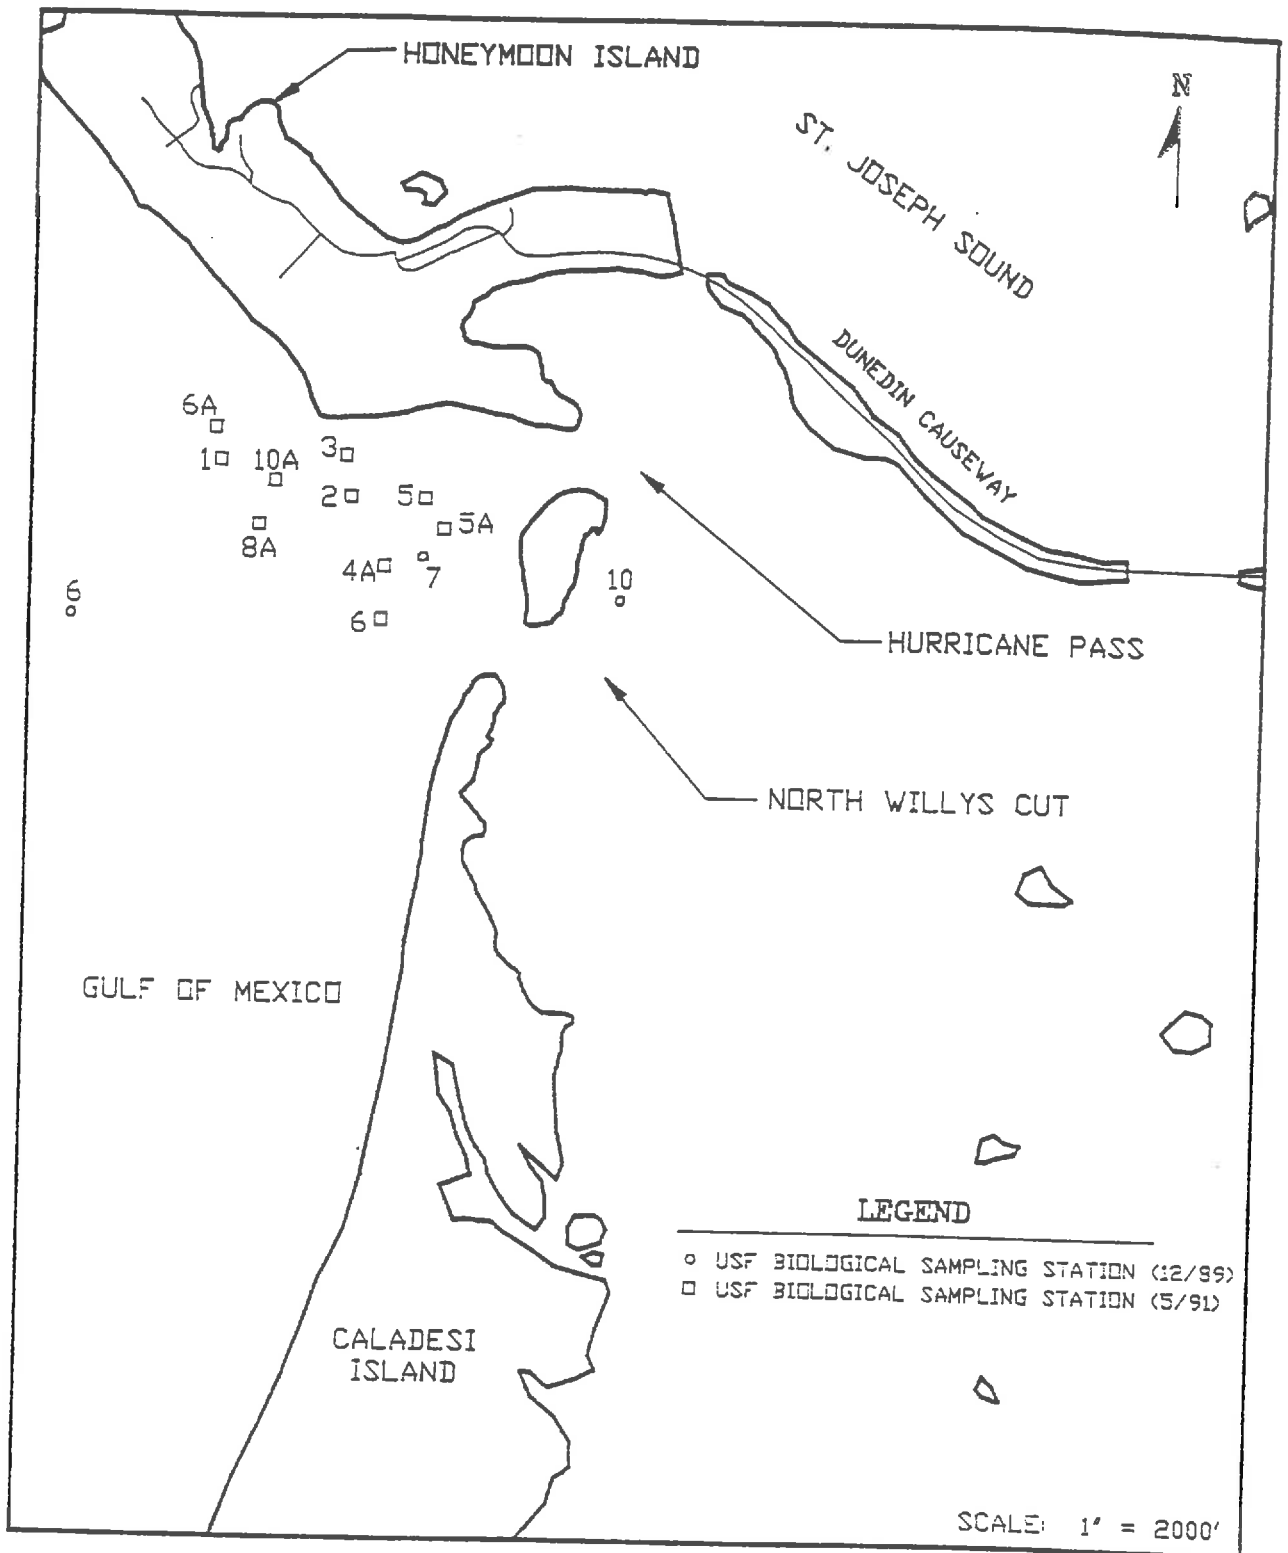 HONEYMOON ISLAND
N
ST. JOSEPH SOUND
DUNEDIN CAUSEWAY
6A
1
10A
3
2
5
5A
8A
4A
7
6
10
6
HURRICANE PASS
NORTH WILLYS CUT
GULF OF MEXICO
LEGEND
USF BIOLOGICAL SAMPLING STATION (12/99)
USF BIOLOGICAL SAMPLING STATION (5/91)
CALADESI
ISLAND
SCALE: 1" = 2000'